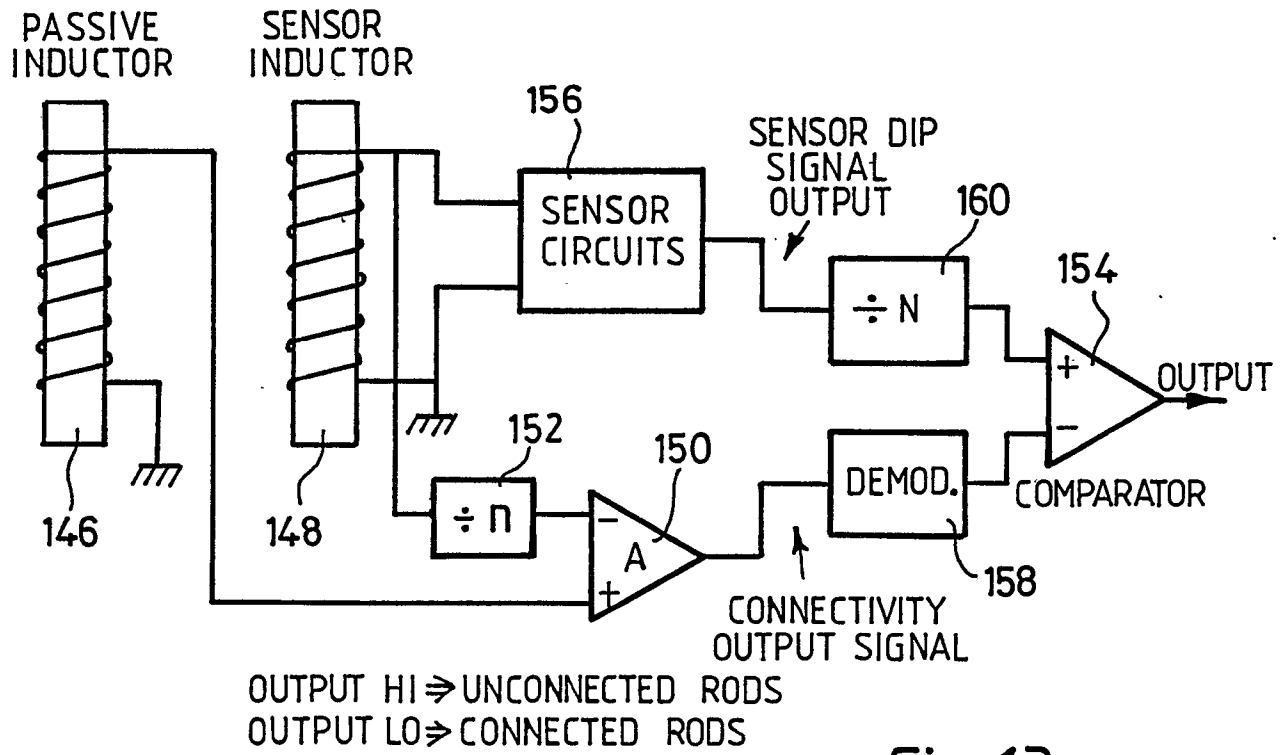 PASSIVE
INDUCTOR
SENSOR
INDUCTOR
156
SENSOR
CIRCUITS
SENSOR DIP
SIGNAL
OUTPUT
160
÷ N
154
+
−
OUTPUT
COMPARATOR
146
148
152
÷ n
150
−
A
+
DEMOD.
158
CONNECTIVITY
OUTPUT SIGNAL
OUTPUT HI ⇒ UNCONNECTED RODS
OUTPUT LO ⇒ CONNECTED RODS